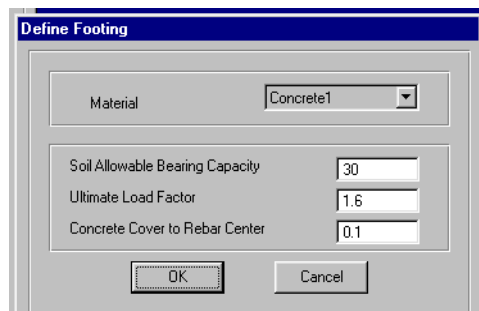 Define Footing
Material Concrete1
Soil Allowable Bearing Capacity 30
Ultimate Load Factor 1.6
Concrete Cover to Rebar Center 0.1
OK Cancel